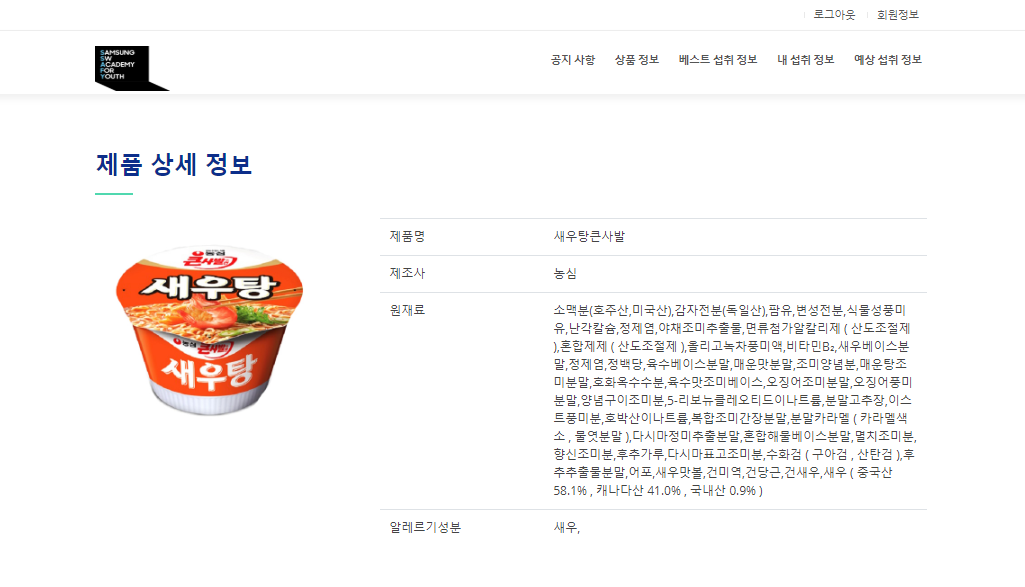 로그아웃 회원정보
SAMSUNG
SW
ACADEMY
FOR
YOUTH
공지 사항 상품 정보 베스트 섭취 정보 내 섭취 정보 예상 섭취 정보
제품 상세 정보
농심
큰사발
새우탕
농심 큰사발
새우탕
제품명 새우탕큰사발
제조사 농심
원재료 소맥분(호주산,미국산),감자전분(독일산),팜유,변성전분,식물성풍미
유,난각칼슘,정제염,야채조미추출물,면류첨가알칼리제 ( 산도조절제
),혼합제제 ( 산도조절제 ),올리고녹차풍미액,비타민B₂,새우베이스분
말,정제염,정백당,육수베이스분말,매운맛분말,조미양념분,매운탕조
미분말,호화옥수수분,육수맛조미베이스,오징어조미분말,오징어풍미
분말,양념구이조미분,5-리보뉴클레오티드이나트륨,분말고추장,이스
트풍미분,호박산이나트륨,복합조미간장분말,분말카라멜 ( 카라멜색
소 , 물엿분말 ),다시마정미추출분말,혼합해물베이스분말,멸치조미분,
향신조미분,후추가루,다시마표고조미분,수화검 ( 구아검 , 산탄검 ),후
추추출물분말,어포,새우맛볼,건미역,건당근,건새우,새우 ( 중국산
58.1% , 캐나다산 41.0% , 국내산 0.9% )
알레르기성분 새우,